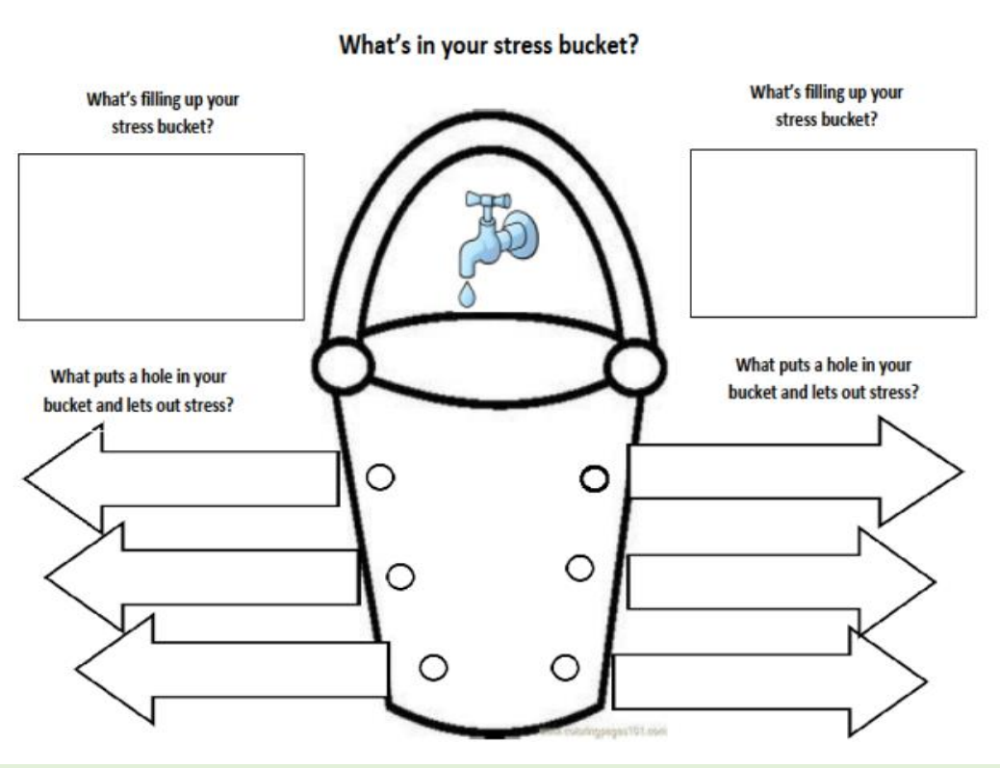 What's in your stress bucket?
What's filling up your
stress bucket?
What's filling up your
stress bucket?
What puts a hole in your
bucket and lets out stress?
What puts a hole in your
bucket and lets out stress?